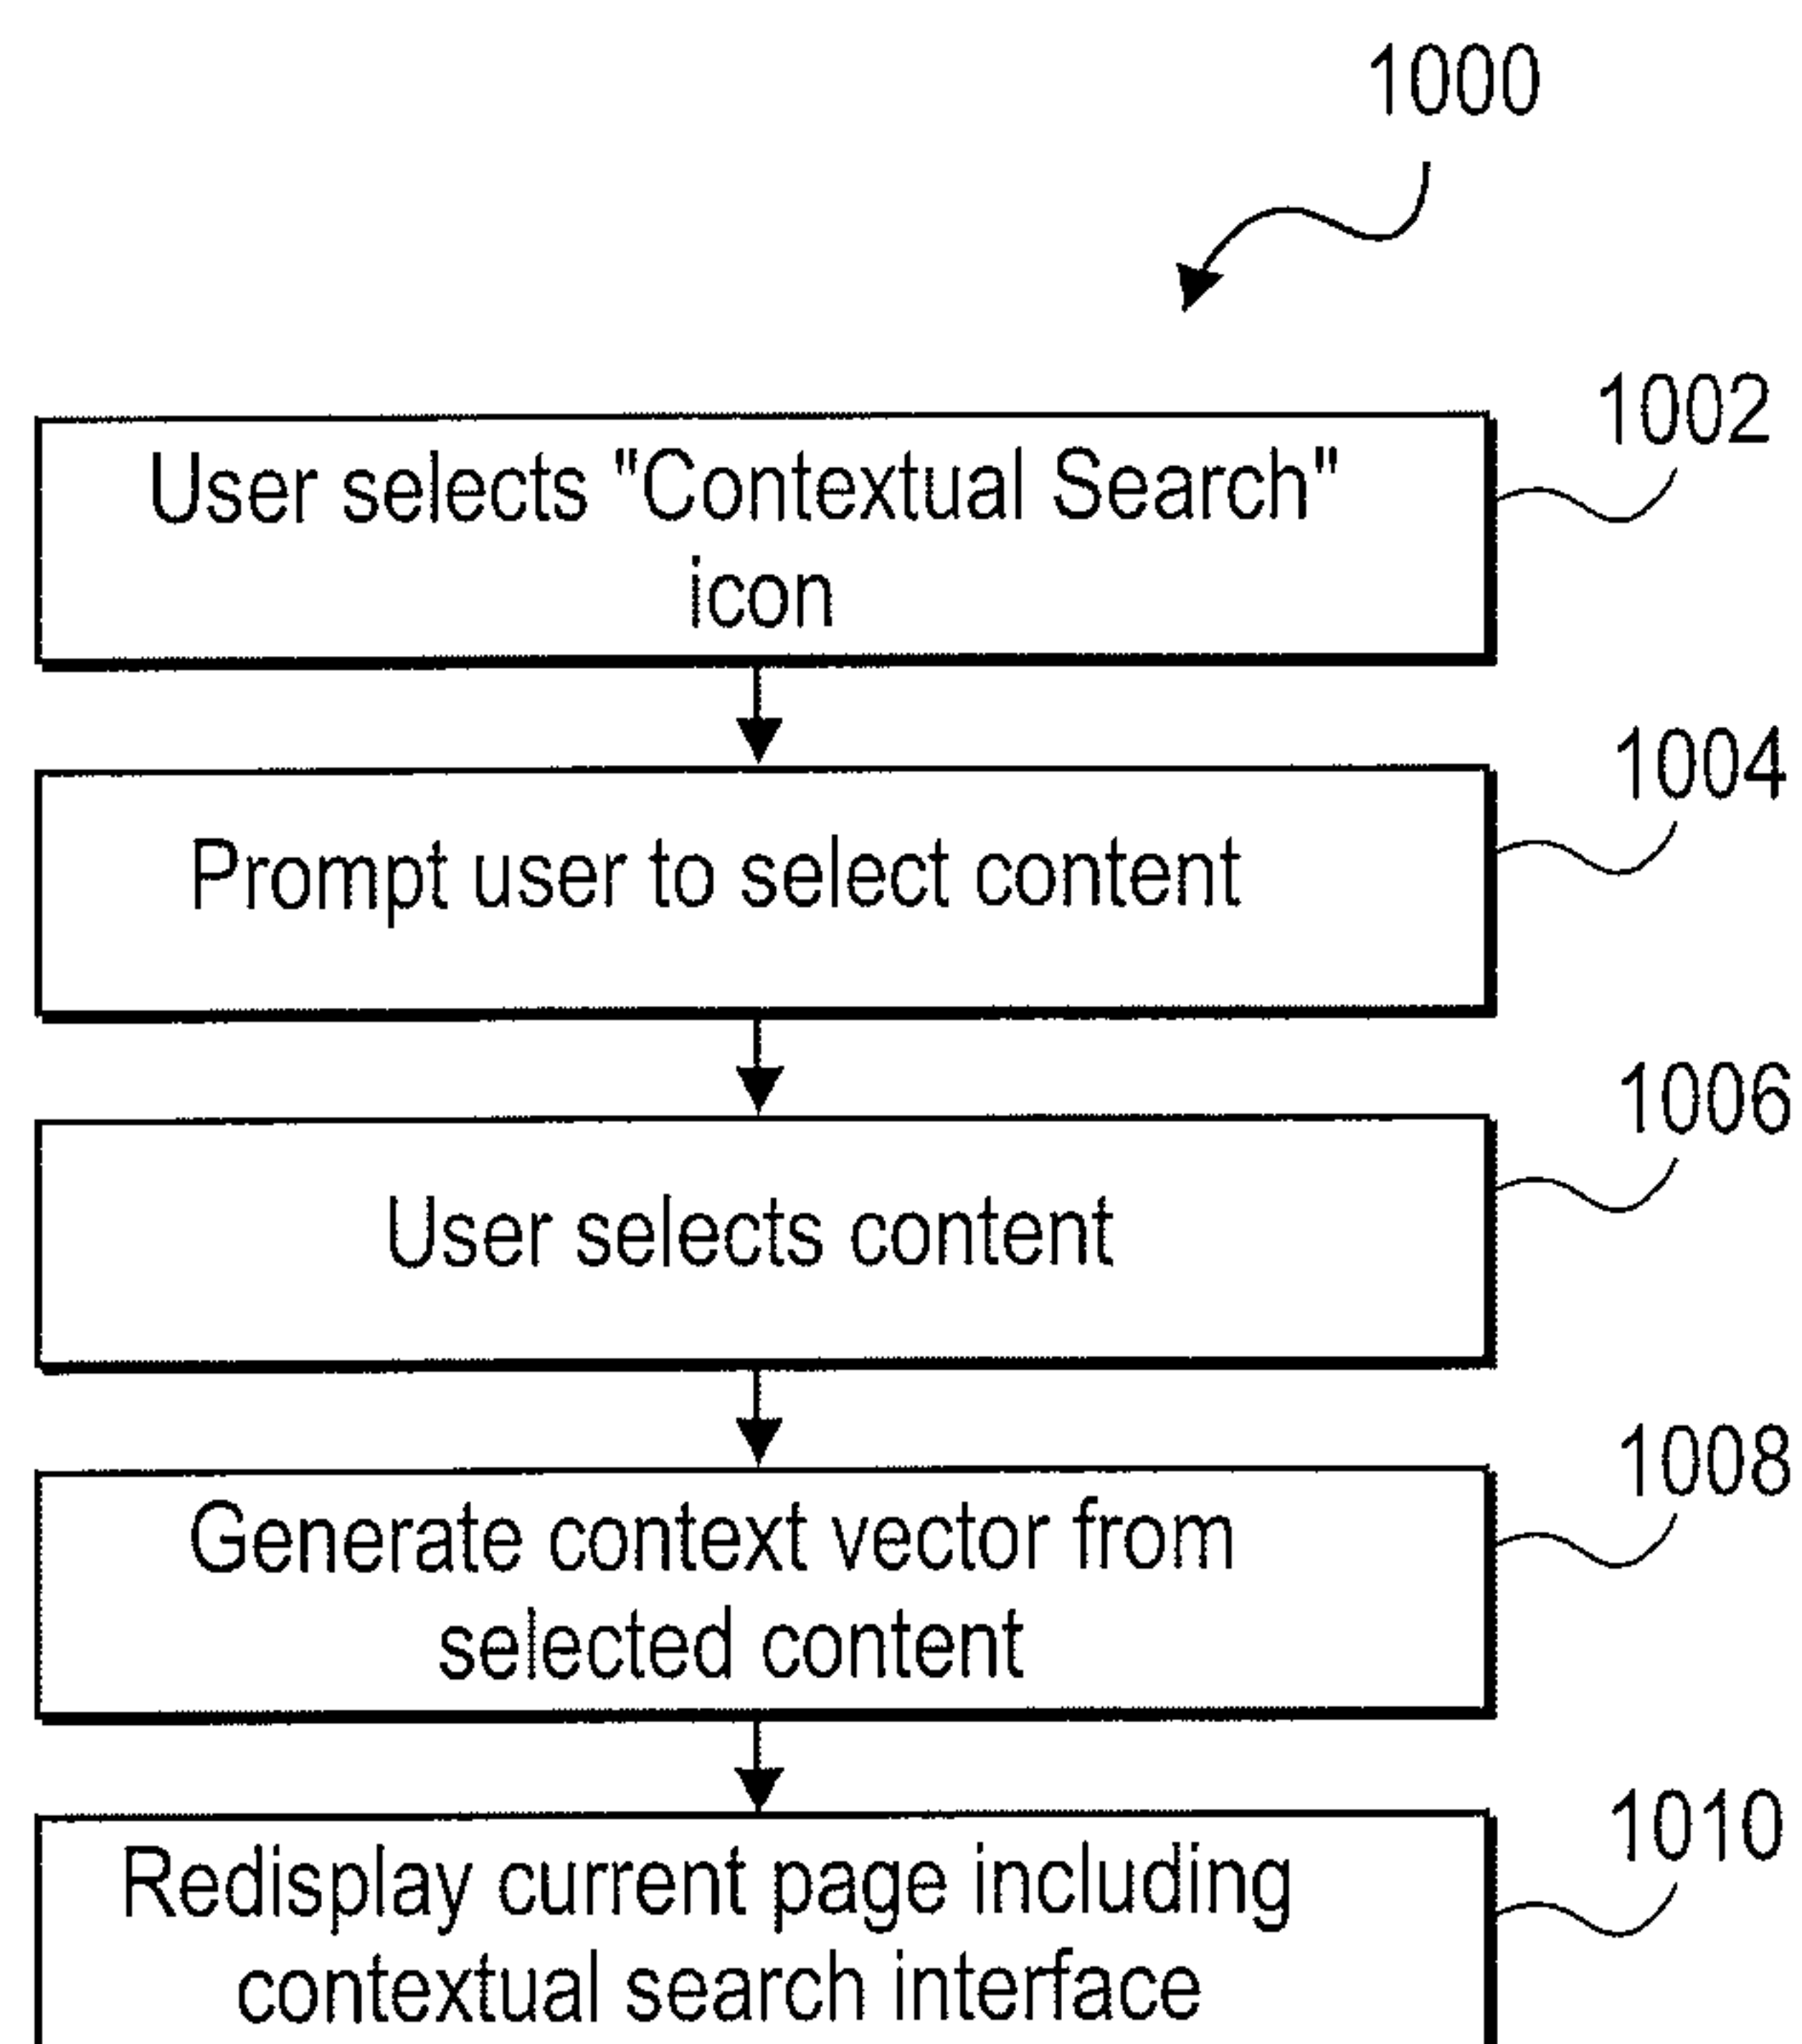 1000
1002
User selects "Contextual Search"
icon
1004
Prompt user to select content
1006
User selects content
1008
Generate context vector from
selected content
1010
Redisplay current page including
contextual search interface